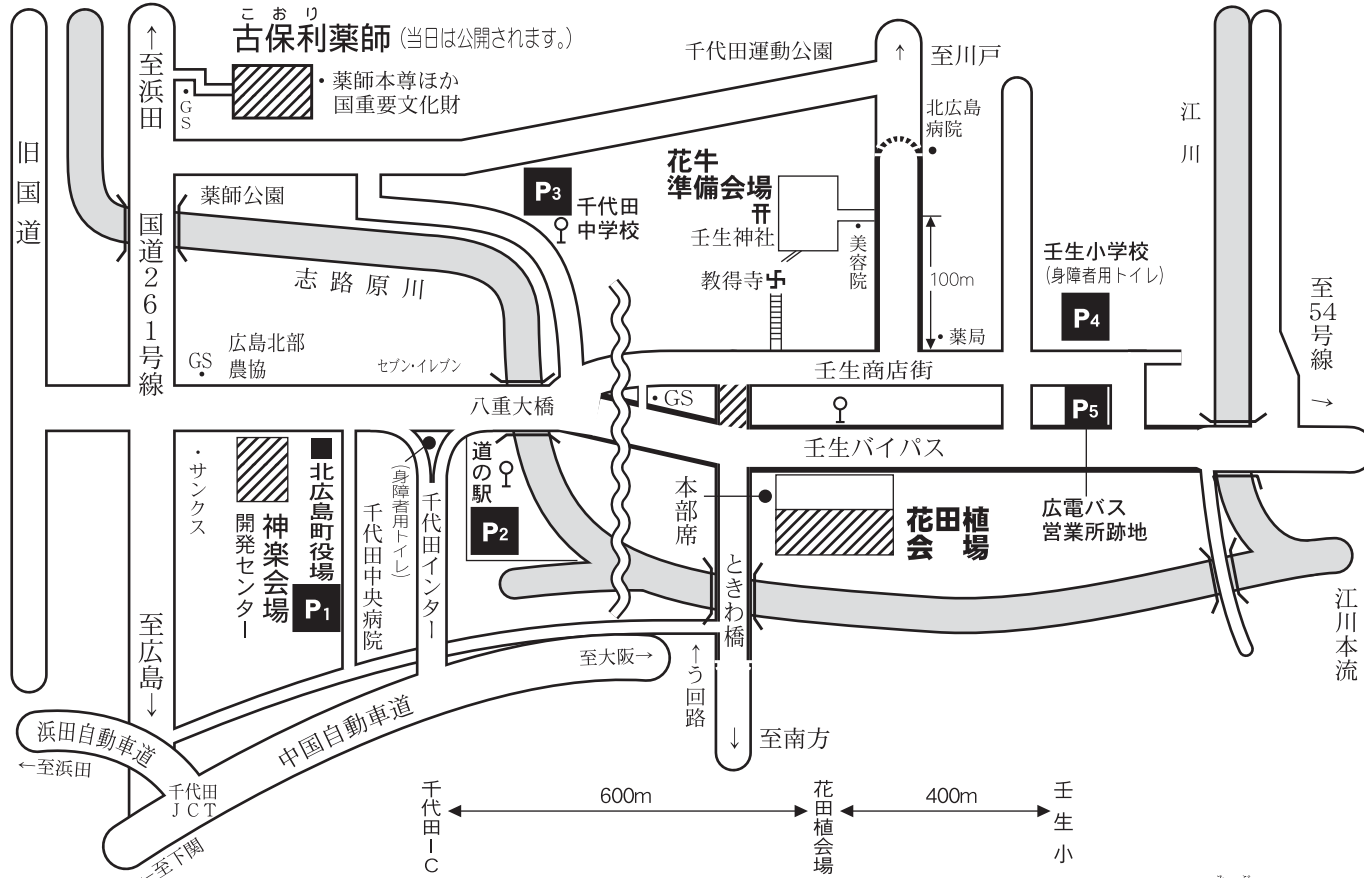 こおり
古保利薬師(当日は公開されます。)
・薬師本尊ほか
国重要文化財
↑至浜田
・GS
旧国道
国道261号線
薬師公園
志路原川
千代田運動公園
↑
至川戸
北広島
病院
江川
P3
千代田
中学校
花牛
準備会場
壬生神社
・美容院
教得寺
100m
・薬局
壬生小学校
(身障者用トイレ)
P4
至54号線
→
GS
広島北部
農協
セブン・イレブン
八重大橋
・GS
壬生商店街
P5
壬生バイパス
・サンクス
神楽会場
開発センター
北広島町役場
P1
千代田中央病院
(身障者用トイレ)
千代田インター
道の駅
P2
本部席
花田植
会場
広電バス
営業所跡地
ときわ橋
江川本流
至広島↓
至大阪→
↑う回路
↓
至南方
浜田自動車道
←至浜田
中国自動車道
千代田
JCT
←至下関
千代田IC
600m
花田植会場
400m
壬生小